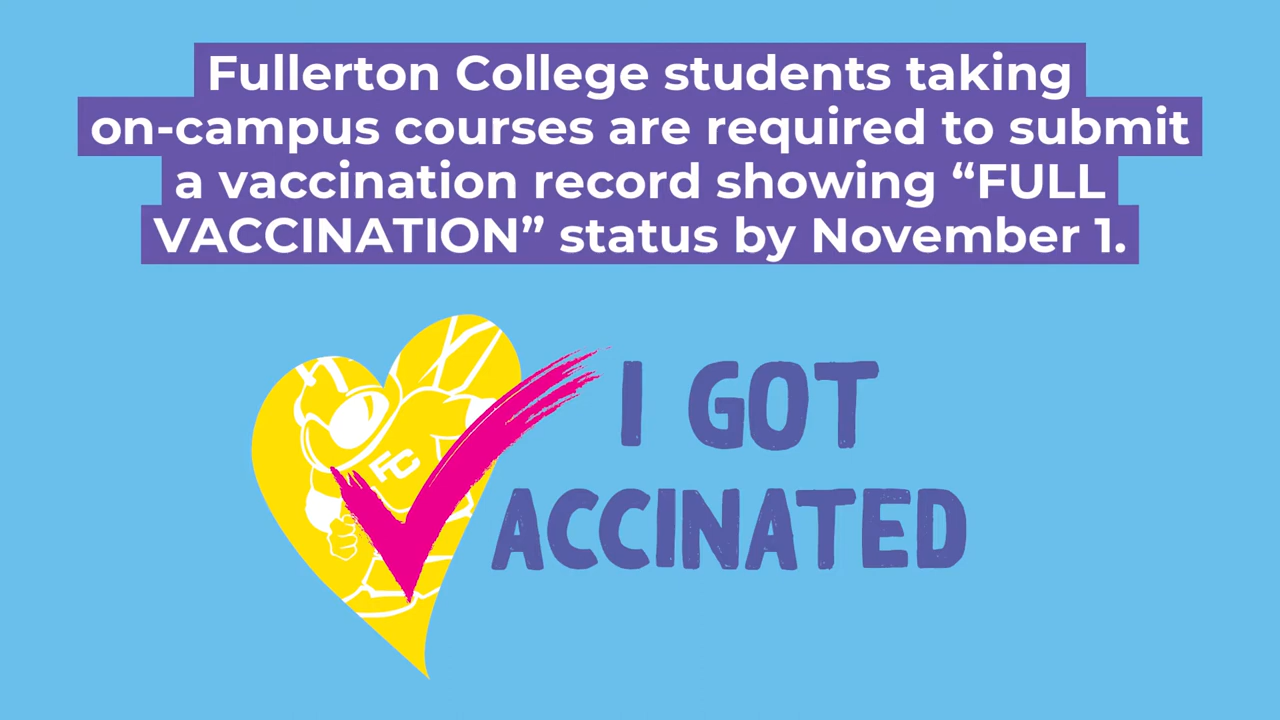 Fullerton College students taking
on-campus courses are required to submit
a vaccination record showing “FULL
VACCINATION” status by November 1.
FC
I GOT
VACCINATED